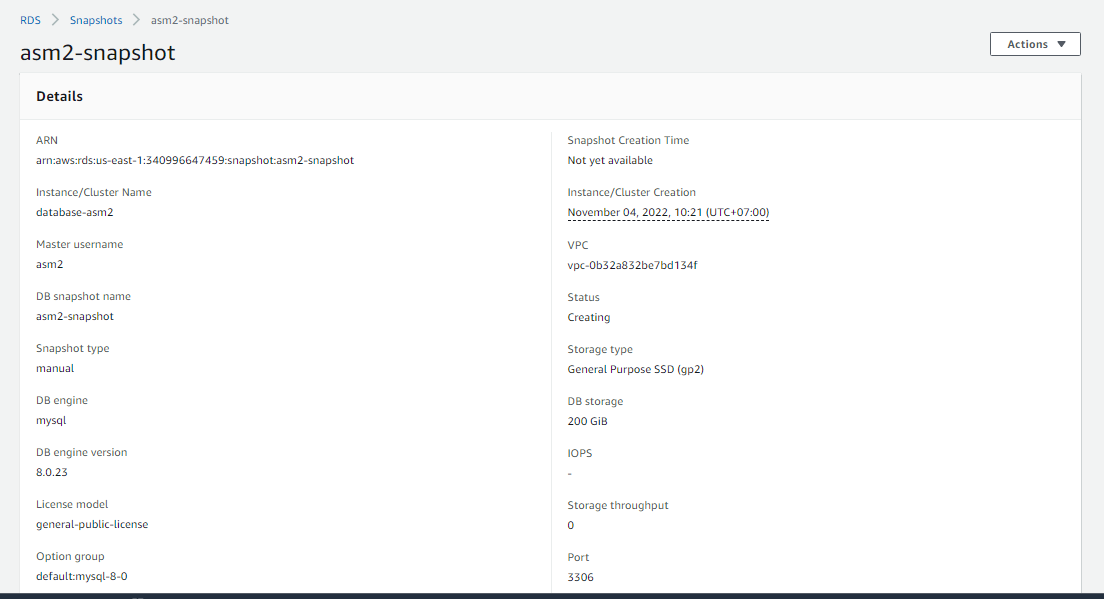 RDS
Snapshots
asm2-snapshot
asm2-snapshot
Actions
Details
ARN
arn:aws:rds:us-east-1:340996647459:snapshot:asm2-snapshot
Instance/Cluster Name
database-asm2
Master username
asm2
DB snapshot name
asm2-snapshot
Snapshot type
manual
DB engine
mysql
DB engine version
8.0.23
License model
general-public-license
Option group
default:mysql-8-0
Snapshot Creation Time
Not yet available
Instance/Cluster Creation
November 04, 2022, 10:21 (UTC+07:00)
VPC
vpc-0b32a832be7bd134f
Status
Creating
Storage type
General Purpose SSD (gp2)
DB storage
200 GiB
IOPS
-
Storage throughput
0
Port
3306